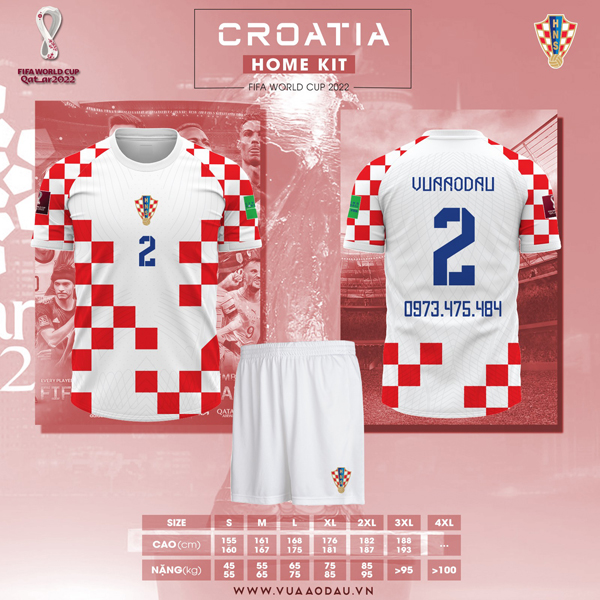 CROATIA
HOME KIT
FIFA WORLD CUP 2022
FIFA WORLD CUP
Qatar2022
HNS
2
VUAAODAU
2
0973.475.484
SIZE S M L XL 2XL 3XL 4XL
CAO(cm) 155 160 161 167 168 175 176 181 182 187 188 193 ...
NẶNG(kg) 45 55 55 65 65 75 75 85 85 95 >95 >100
WWW.VUAAODAU.VN